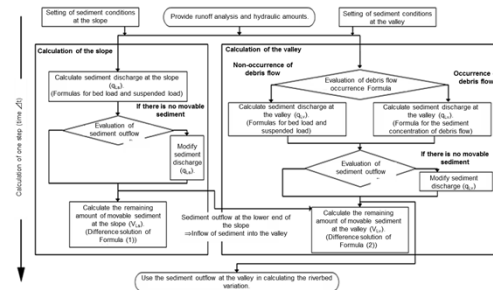 Setting of sediment conditions
at the slope
Provide runoff analysis and hydraulic amounts.
Setting of sediment conditions
at the valley
Calculation of one step (time Δt)
Calculation of the slope
Calculate sediment discharge at the slope
(Formulas for bed load and suspended load)
If there is no movable
sediment
Evaluation of
sediment outflow
Modify
sediment
discharge
Calculate the remaining
amount of movable sediment
at the slope
(Difference solution of
Formula (1))
Calculation of the valley
Non-occurrence of
debris flow
Evaluation of debris flow
occurrence Formula
Occurrence
debris flow
Calculate sediment discharge at
the valley
(Formulas for bed load and
suspended load)
Calculate sediment discharge at
the valley
(Formula for the sediment
concentration of debris flow)
If there is no movable
sediment
Evaluation of
sediment outflow
Modify sediment
discharge
Sediment outflow at the lower end of
the slope
⇒Inflow of sediment into the valley
Calculate the remaining
amount of movable sediment
at the valley
(Difference solution of
Formula (2))
Use the sediment outflow at the valley in calculating the riverbed
variation.